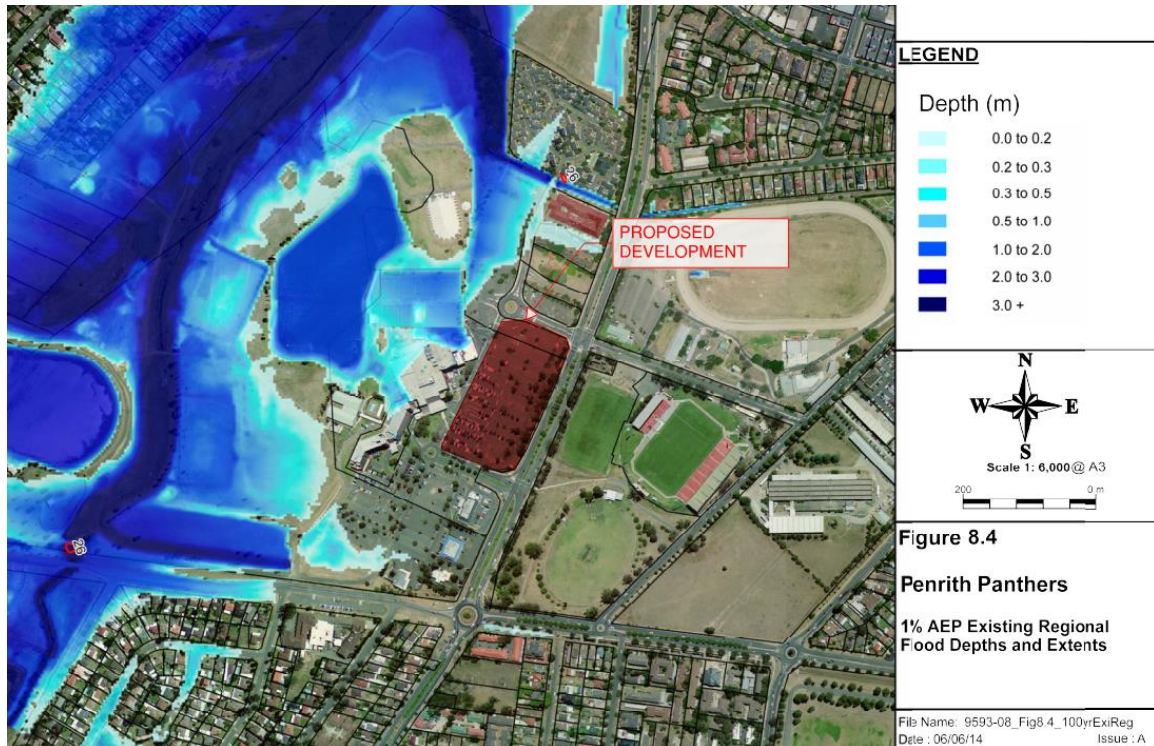 PROPOSED
DEVELOPMENT
26
26
LEGEND
Depth (m)
0.0 to 0.2
0.2 to 0.3
0.3 to 0.5
0.5 to 1.0
1.0 to 2.0
2.0 to 3.0
3.0 +
N
W E
S
Scale 1: 6,000@ A3
200 0 m
Figure 8.4
Penrith Panthers
1% AEP Existing Regional
Flood Depths and Extents
File Name: 9593-08_Fig8.4_100yrExiReg
Date : 06/06/14 Issue : A